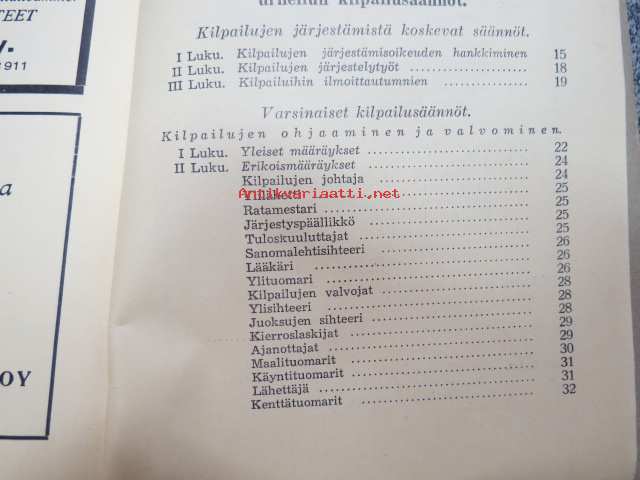 TEET
y.
1911
a
OY
urheilun kilpailusäännöt.
Kilpailujen järjestämistä koskevat säännöt.
I Luku. Kilpailujen järjestämisoikeuden hankkiminen 15
II Luku. Kilpailujen järjestelytyöt 18
III Luku. Kilpailuihin ilmoittautumnien 19
Varsinaiset kilpailusäännöt.
Kilpailujen ohjaaminen ja valvominen.
I Luku. Yleiset määräykset 22
II Luku. Erikoismääräykset 24
Kilpailujen johtaja 24
Antikvariaatti.net
25
Ratamestari 25
Järjestyspäällikkö 25
Tuloskuuluttajat 25
Sanomalehtisihteeri 26
Lääkäri 26
Ylituomari 26
Kilpailujen valvojat 28
Ylisihteeri 28
Juoksujen sihteeri 28
Kierroslaskijat 29
Ajanottajat 29
Maalituomarit 30
Käyntituomarit 31
Lähettäjä 31
Kenttätuomarit 32